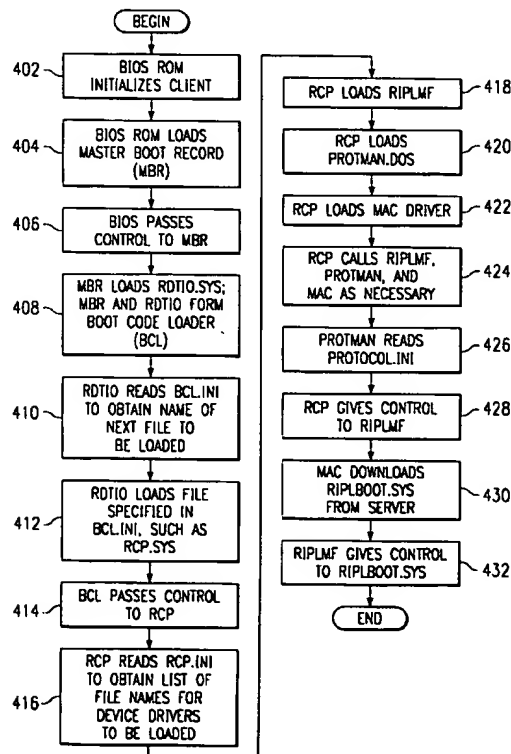 BEGIN
402
BIOS ROM
INITIALIZES CLIENT
404
BIOS ROM LOADS
MASTER BOOT RECORD
(MBR)
406
BIOS PASSES
CONTROL TO MBR
408
MBR LOADS RDTIO.SYS;
MBR AND RDTIO FORM
BOOT CODE LOADER
(BCL)
410
RDTIO READS BCL.INI
TO OBTAIN NAME OF
NEXT FILE TO
BE LOADED
412
RDTIO LOADS FILE
SPECIFIED IN
BCL.INI, SUCH AS
RCP.SYS
414
BCL PASSES CONTROL
TO RCP
416
RCP READS RCP.INI
TO OBTAIN LIST OF
FILE NAMES FOR
DEVICE DRIVERS
TO BE LOADED
RCP LOADS RIPLMF
418
RCP LOADS
PROTMAN.DOS
420
RCP LOADS MAC DRIVER
422
RCP CALLS RIPLMF,
PROTMAN, AND
MAC AS NECESSARY
424
PROTMAN READS
PROTOCOL.INI
426
RCP GIVES CONTROL
TO RIPLMF
428
MAC DOWNLOADS
RIPLBOOT.SYS
FROM SERVER
430
RIPLMF GIVES CONTROL
TO RIPLBOOT.SYS
432
END